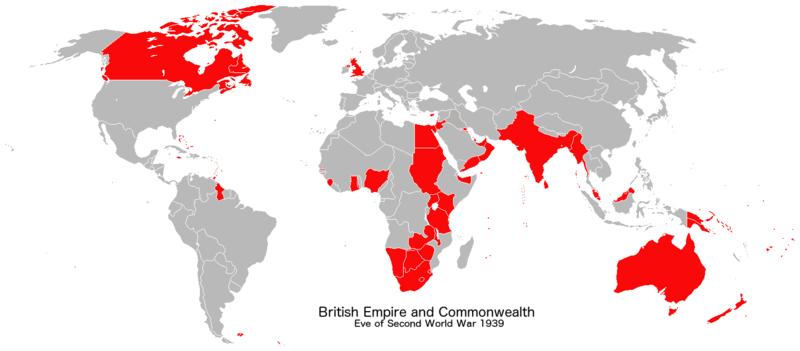 British Empire and Commonwealth
Eve of Second World War 1939